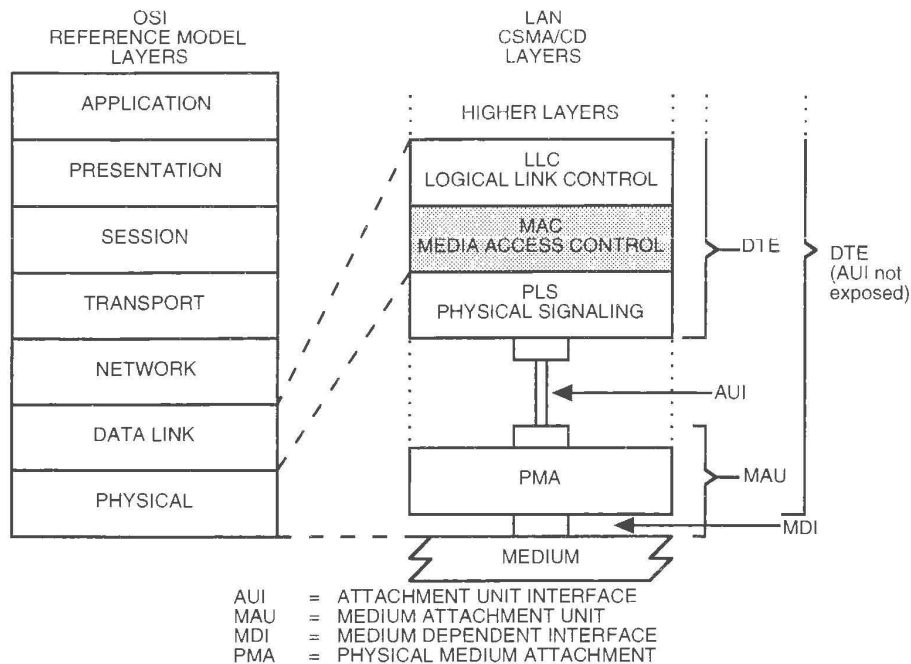 OSI
REFERENCE MODEL
LAYERS
APPLICATION
PRESENTATION
SESSION
TRANSPORT
NETWORK
DATA LINK
PHYSICAL
LAN
CSMA/CD
LAYERS
HIGHER LAYERS
LLC
LOGICAL LINK CONTROL
MAC
MEDIA ACCESS CONTROL
PLS
PHYSICAL SIGNALING
DTE
DTE
(AUI not
exposed)
AUI
PMA
MAU
MDI
MEDIUM
AUI = ATTACHMENT UNIT INTERFACE
MAU = MEDIUM ATTACHMENT UNIT
MDI = MEDIUM DEPENDENT INTERFACE
PMA = PHYSICAL MEDIUM ATTACHMENT